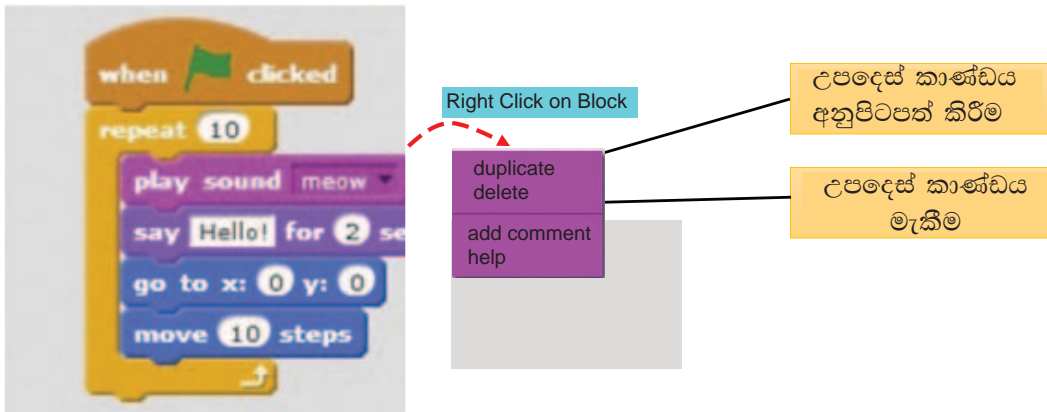 when clicked
repeat 10
play sound meow
say Hello! for 2 se
go to x: 0 y: 0
move 10 steps
Right Click on Block
duplicate
delete
add comment
help
උපදෙස් කාණ්ඩය
අනුපිටපත් කිරීම
උපදෙස් කාණ්ඩය
මැකීම